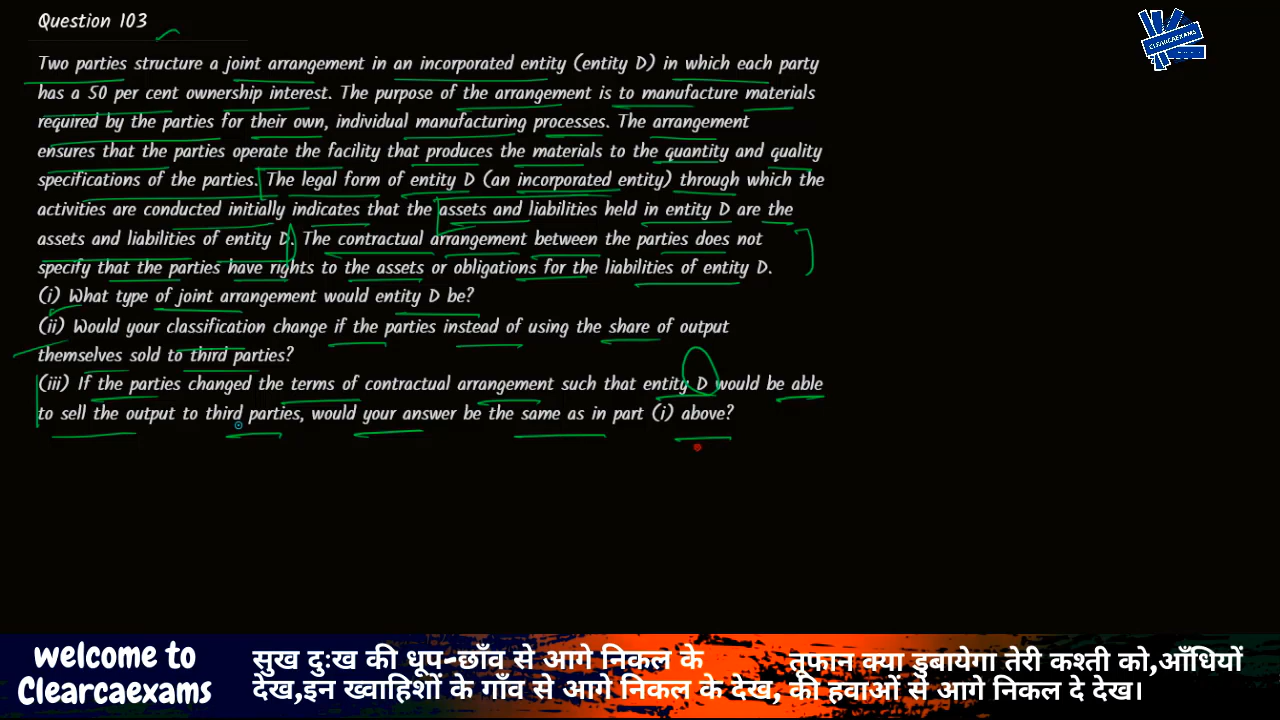 Question 103
CLEARCAEXAMS
Two parties structure a joint arrangement in an incorporated entity (entity D) in which each party
has a 50 per cent ownership interest. The purpose of the arrangement is to manufacture materials
required by the parties for their own, individual manufacturing processes. The arrangement
ensures that the parties operate the facility that produces the materials to the quantity and quality
specifications of the parties. The legal form of entity D (an incorporated entity) through which the
activities are conducted initially indicates that the assets and liabilities held in entity D are the
assets and liabilities of entity D. The contractual arrangement between the parties does not
specify that the parties have rights to the assets or obligations for the liabilities of entity D.
(i) What type of joint arrangement would entity D be?
(ii) Would your classification change if the parties instead of using the share of output
themselves sold to third parties?
(iii) If the parties changed the terms of contractual arrangement such that entity D would be able
to sell the output to third parties, would your answer be the same as in part (i) above?
welcome to
Clearcaexams
सुख दुःख की धूप-छाँव से आगे निकल के
देख,इन ख्वाहिशों के गाँव से आगे निकल के देख,
तूफान क्या डुबायेगा तेरी कश्ती को,आँधियों
की हवाओं से आगे निकल दे देख।